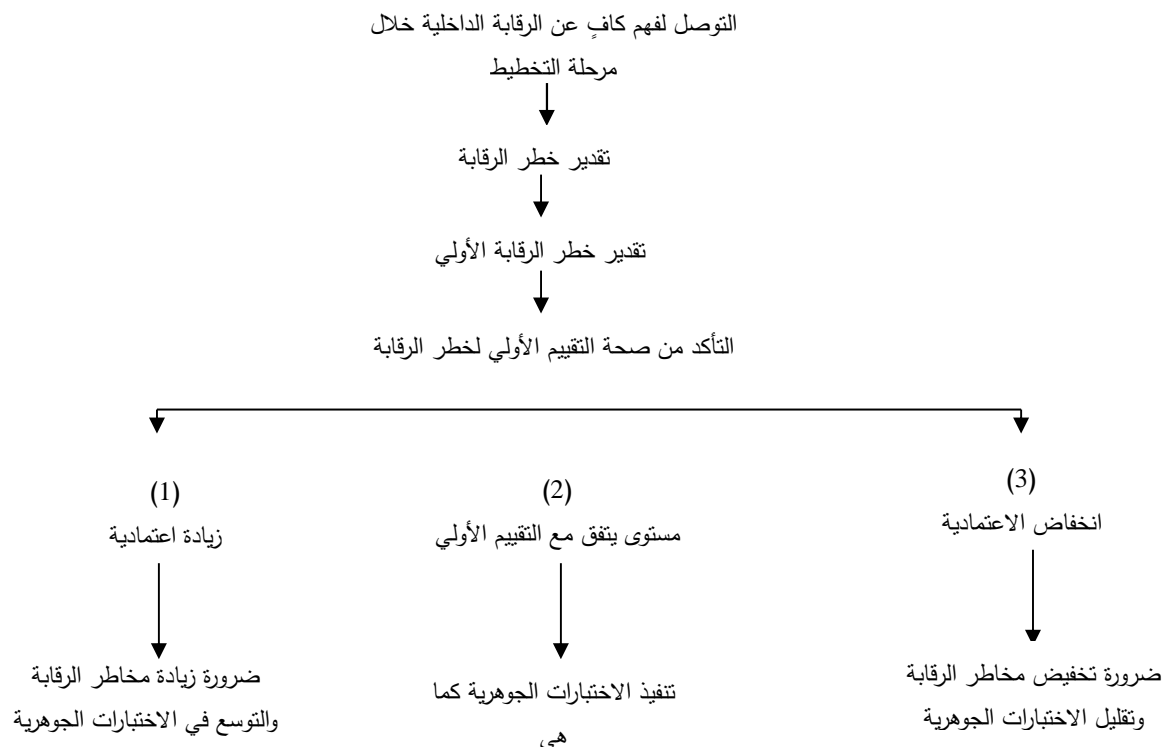 التوصل لفهم كافٍ عن الرقابة الداخلية خلال
مرحلة التخطيط
تقدير خطر الرقابة
تقدير خطر الرقابة الأولي
التأكد من صحة التقييم الأولي لخطر الرقابة
(3)
انخفاض الاعتمادية
ضرورة تخفيض مخاطر الرقابة
وتقليل الاختبارات الجوهرية
(2)
مستوى يتفق مع التقييم الأولي
تنفيذ الاختبارات الجوهرية كما
هي
(1)
زيادة اعتمادية
ضرورة زيادة مخاطر الرقابة
والتوسع في الاختبارات الجوهرية